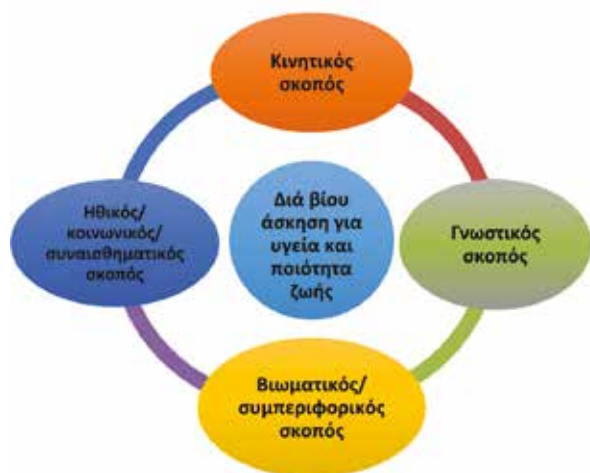 Κινητικός
σκοπός
Ηθικός/
κοινωνικός/
συναισθηματικός
σκοπός
Διά βίου
άσκηση για
υγεία και
ποιότητα
ζωής
Γνωστικός
σκοπός
Βιωματικός/
συμπεριφορικός
σκοπός